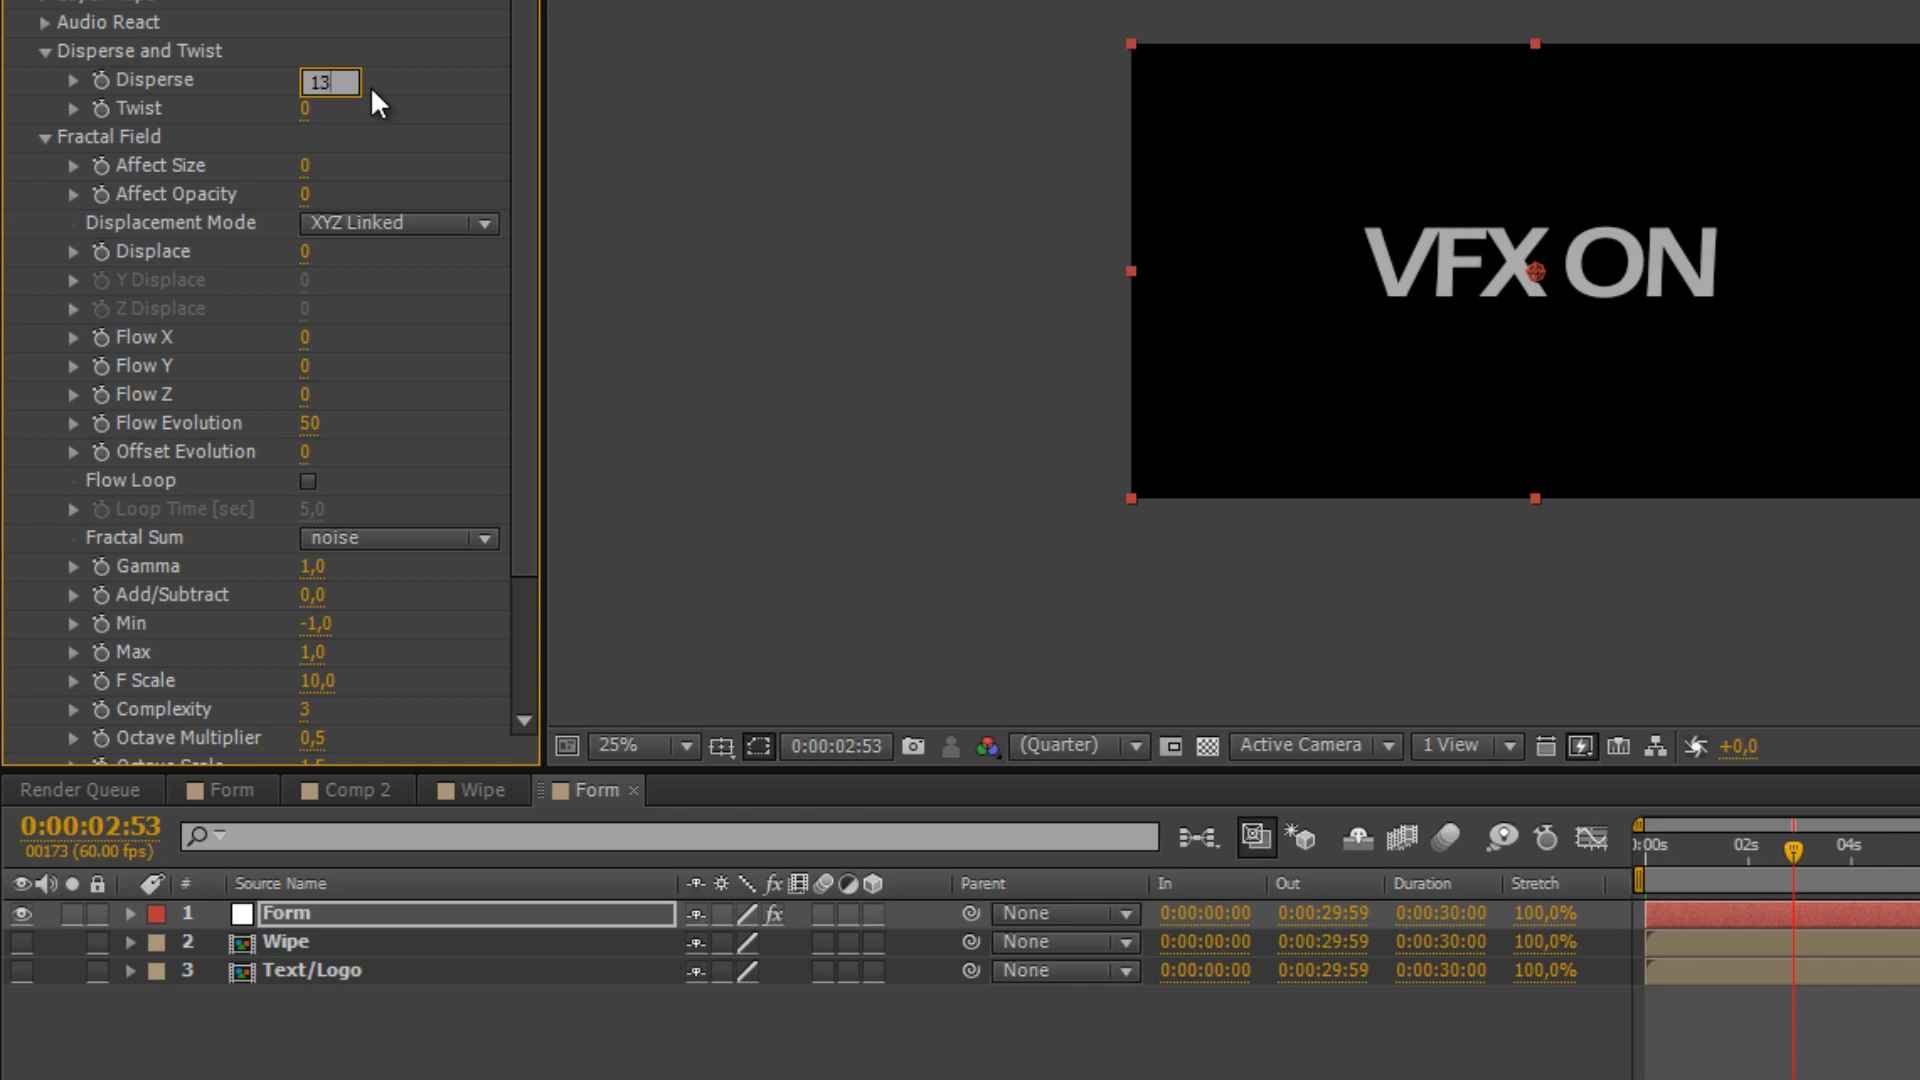 Audio React
Disperse and Twist
Disperse 13
Twist 0
Fractal Field
Affect Size 0
Affect Opacity 0
Displacement Mode XYZ Linked
Displace 0
Y Displace 0
Z Displace 0
Flow X 0
Flow Y 0
Flow Z 0
Flow Evolution 50
Offset Evolution 0
Flow Loop
Loop Time [sec] 5,0
Fractal Sum noise
Gamma 1,0
Add/Subtract 0,0
Min -1,0
Max 1,0
F Scale 10,0
Complexity 3
Octave Multiplier 0,5
VFX ON
25% 0:00:02:53 (Quarter) Active Camera 1 View +0,0
Render Queue Form Comp 2 Wipe Form ×
0:00:02:53
00173 (60.00 fps)
):00s 02s 04s
# Source Name fx Parent In Out Duration Stretch
1 Form fx None 0:00:00:00 0:00:29:59 0:00:30:00 100,0%
2 Wipe None 0:00:00:00 0:00:29:59 0:00:30:00 100,0%
3 Text/Logo None 0:00:00:00 0:00:29:59 0:00:30:00 100,0%